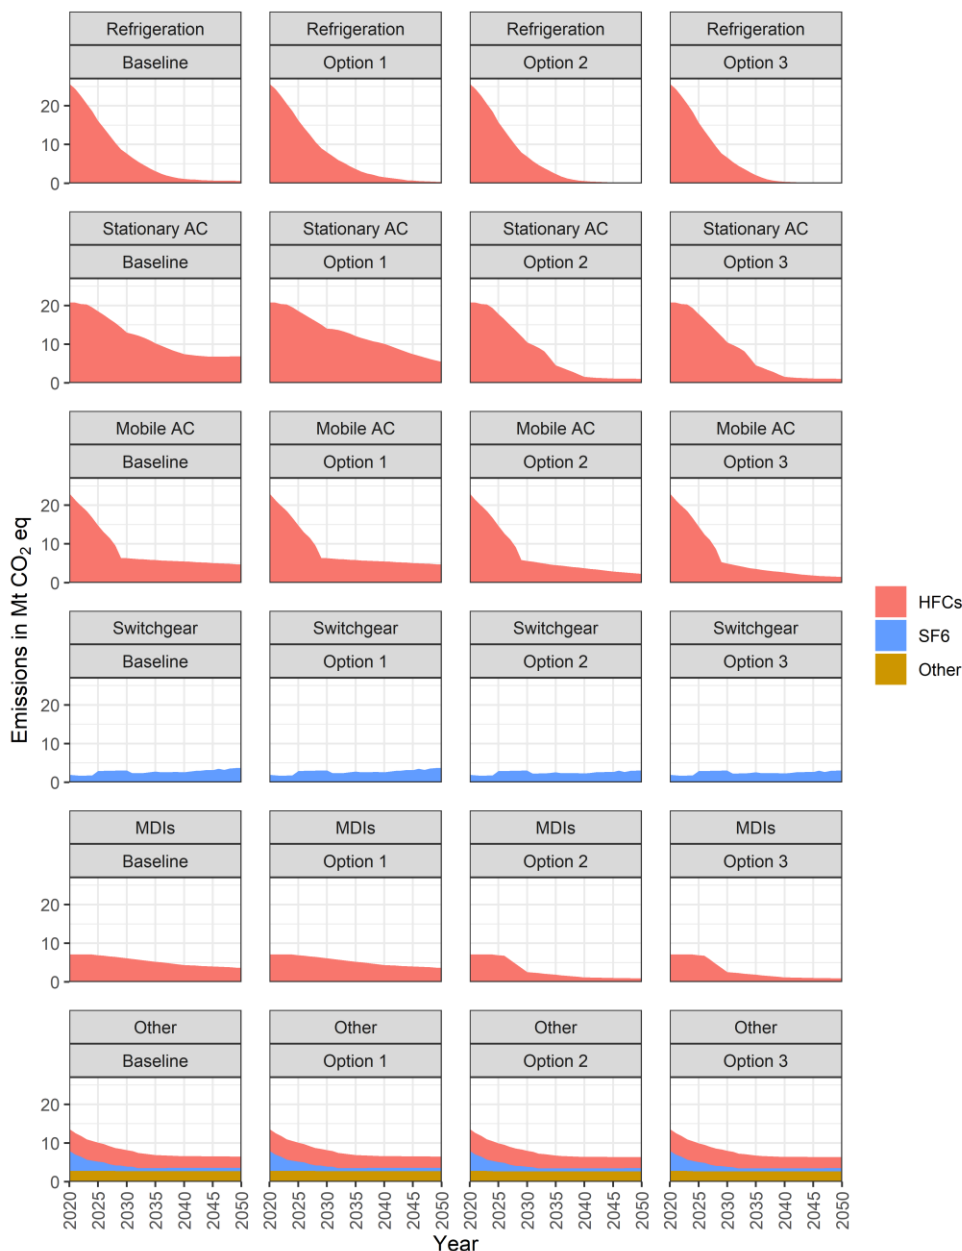 Refrigeration Refrigeration Refrigeration Refrigeration
Baseline Option 1 Option 2 Option 3
20
10
0
Stationary AC Stationary AC Stationary AC Stationary AC
Baseline Option 1 Option 2 Option 3
20
10
0
Mobile AC Mobile AC Mobile AC Mobile AC
Baseline Option 1 Option 2 Option 3
20
10
0
Switchgear Switchgear Switchgear Switchgear
Baseline Option 1 Option 2 Option 3
20
10
0
MDIs MDIs MDIs MDIs
Baseline Option 1 Option 2 Option 3
20
10
0
Other Other Other Other
Baseline Option 1 Option 2 Option 3
20
10
0
2020 2025 2030 2035 2040 2045 2050 2020 2025 2030 2035 2040 2045 2050 2020 2025 2030 2035 2040 2045 2050 2020 2025 2030 2035 2040 2045 2050
Year
Emissions in Mt CO₂ eq
HFCs
SF6
Other